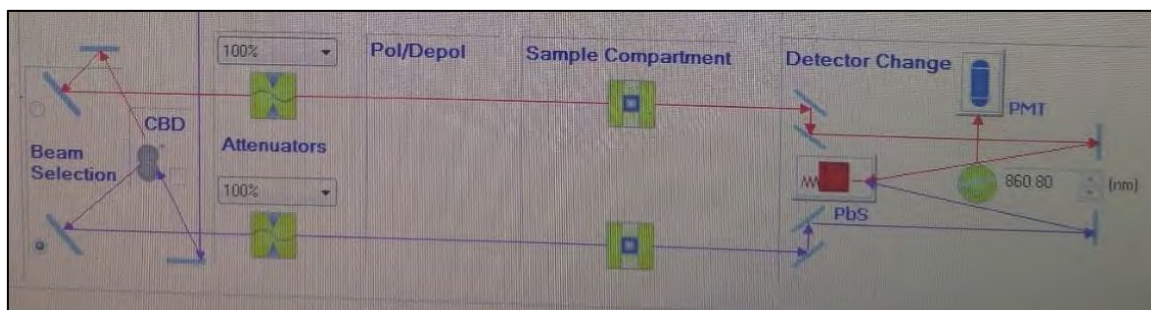 100%
Pol/Depol
Sample Compartment
Detector Change
CBD
PMT
Beam
Selection
Attenuators
100%
860.80
(nm)
PbS